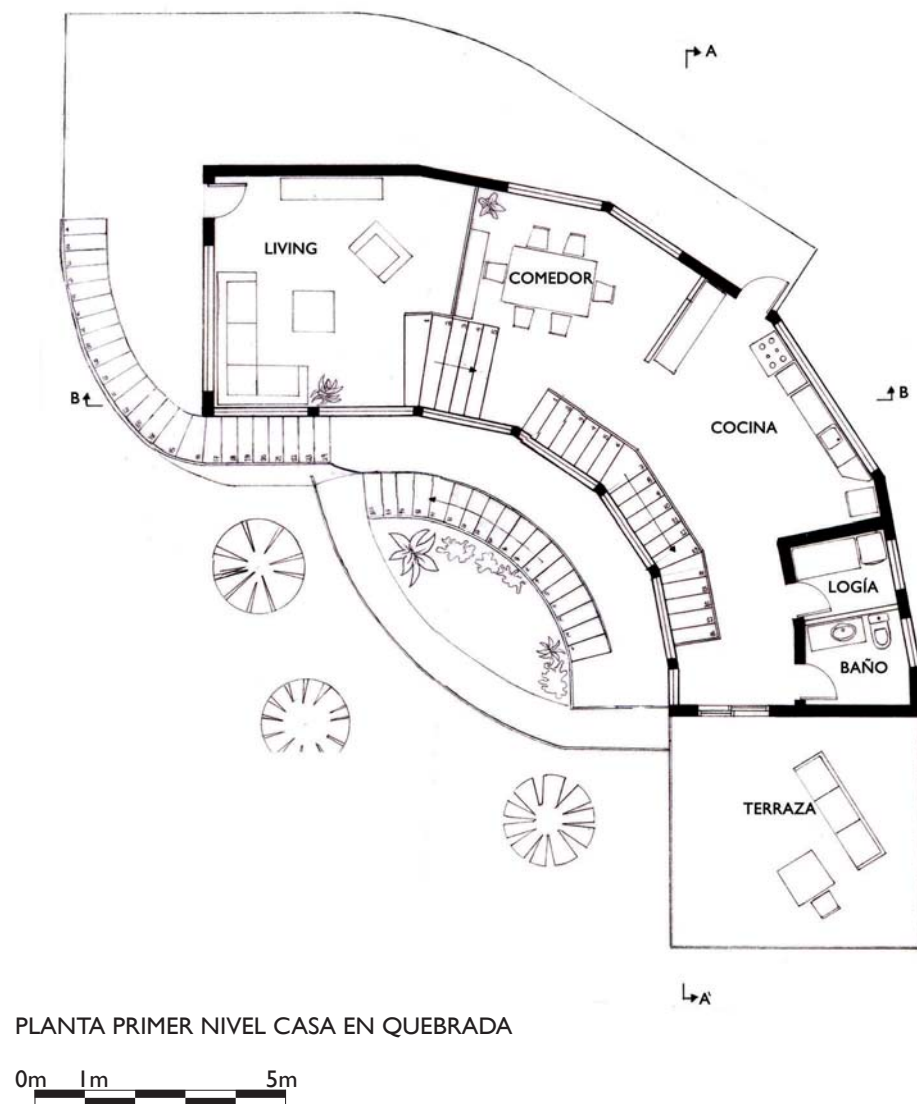 A
LIVING
COMEDOR
B
B
COCINA
LOGÍA
BAÑO
TERRAZA
A'
PLANTA PRIMER NIVEL CASA EN QUEBRADA
0m 1m 5m